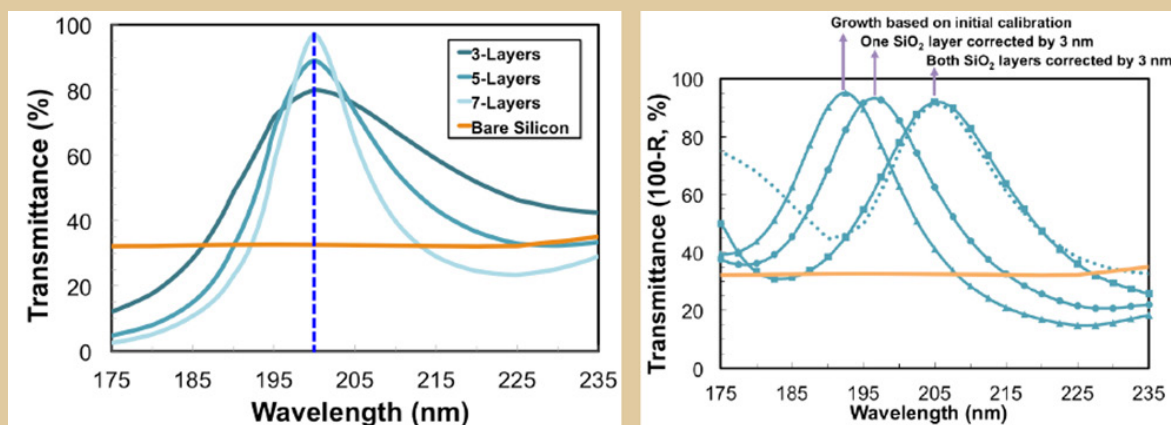 100
80
60
40
20
0
Transmittance (%)
3-Layers
5-Layers
7-Layers
Bare Silicon
175 195 205 215 225 235
Wavelength (nm)
Growth based on initial calibration
One SiO₂ layer corrected by 3 nm
Both SiO₂ layers corrected by 3 nm
100
80
60
40
20
0
Transmittance (100-R, %)
175 185 195 205 215 225 235
Wavelength (nm)